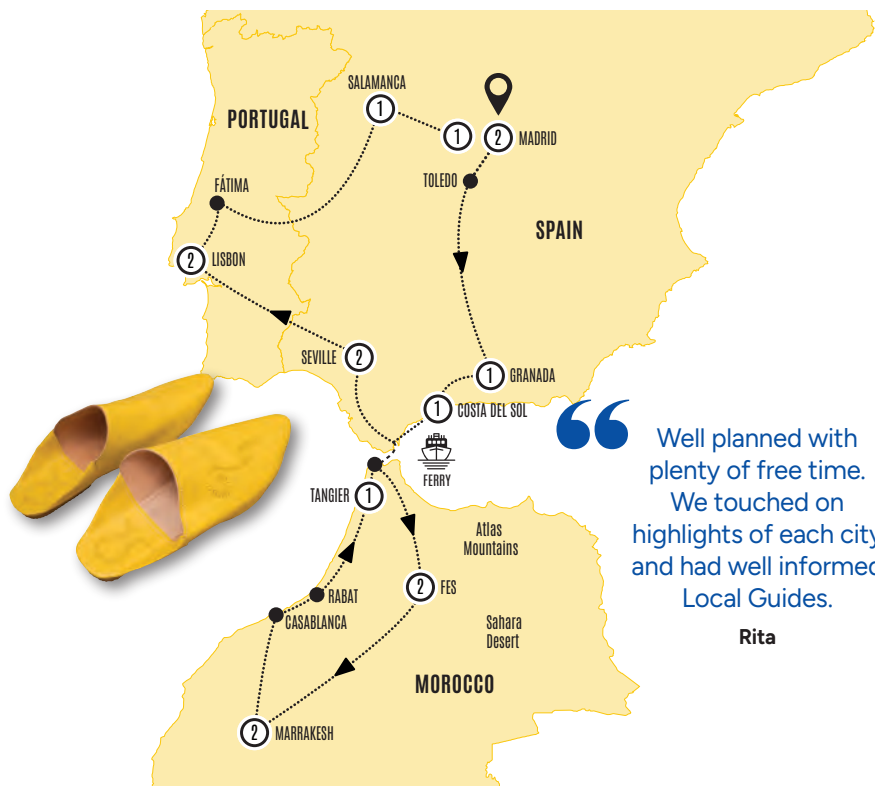 SALAMANCA
1
PORTUGAL
1
2
MADRID
TOLEDO
FÁTIMA
SPAIN
2
LISBON
SEVILLE
2
1
GRANADA
1
COSTA DEL SOL
FERRY
TANGIER
1
Atlas
Mountains
2
FES
RABAT
CASABLANCA
Sahara
Desert
MOROCCO
2
MARRAKESH
“
Well planned with
plenty of free time.
We touched on
highlights of each city
and had well informed
Local Guides.
Rita